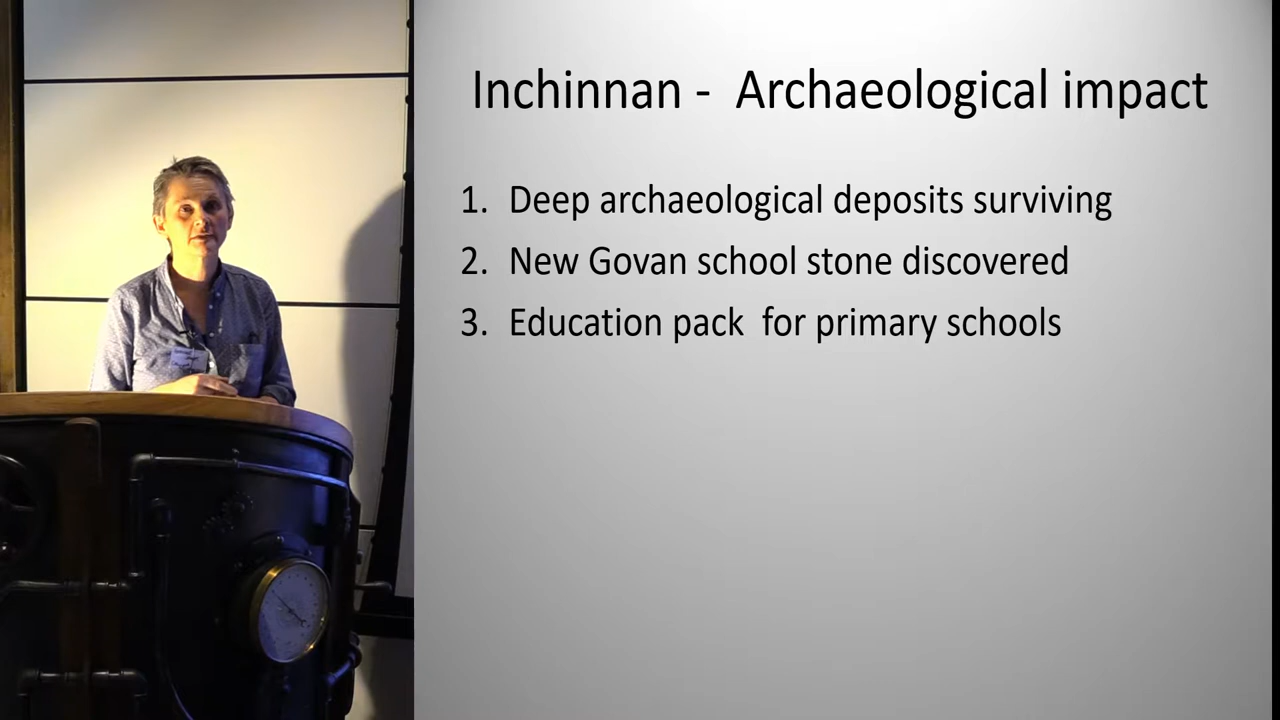 Inchinnan - Archaeological impact
1. Deep archaeological deposits surviving
2. New Govan school stone discovered
3. Education pack for primary schools